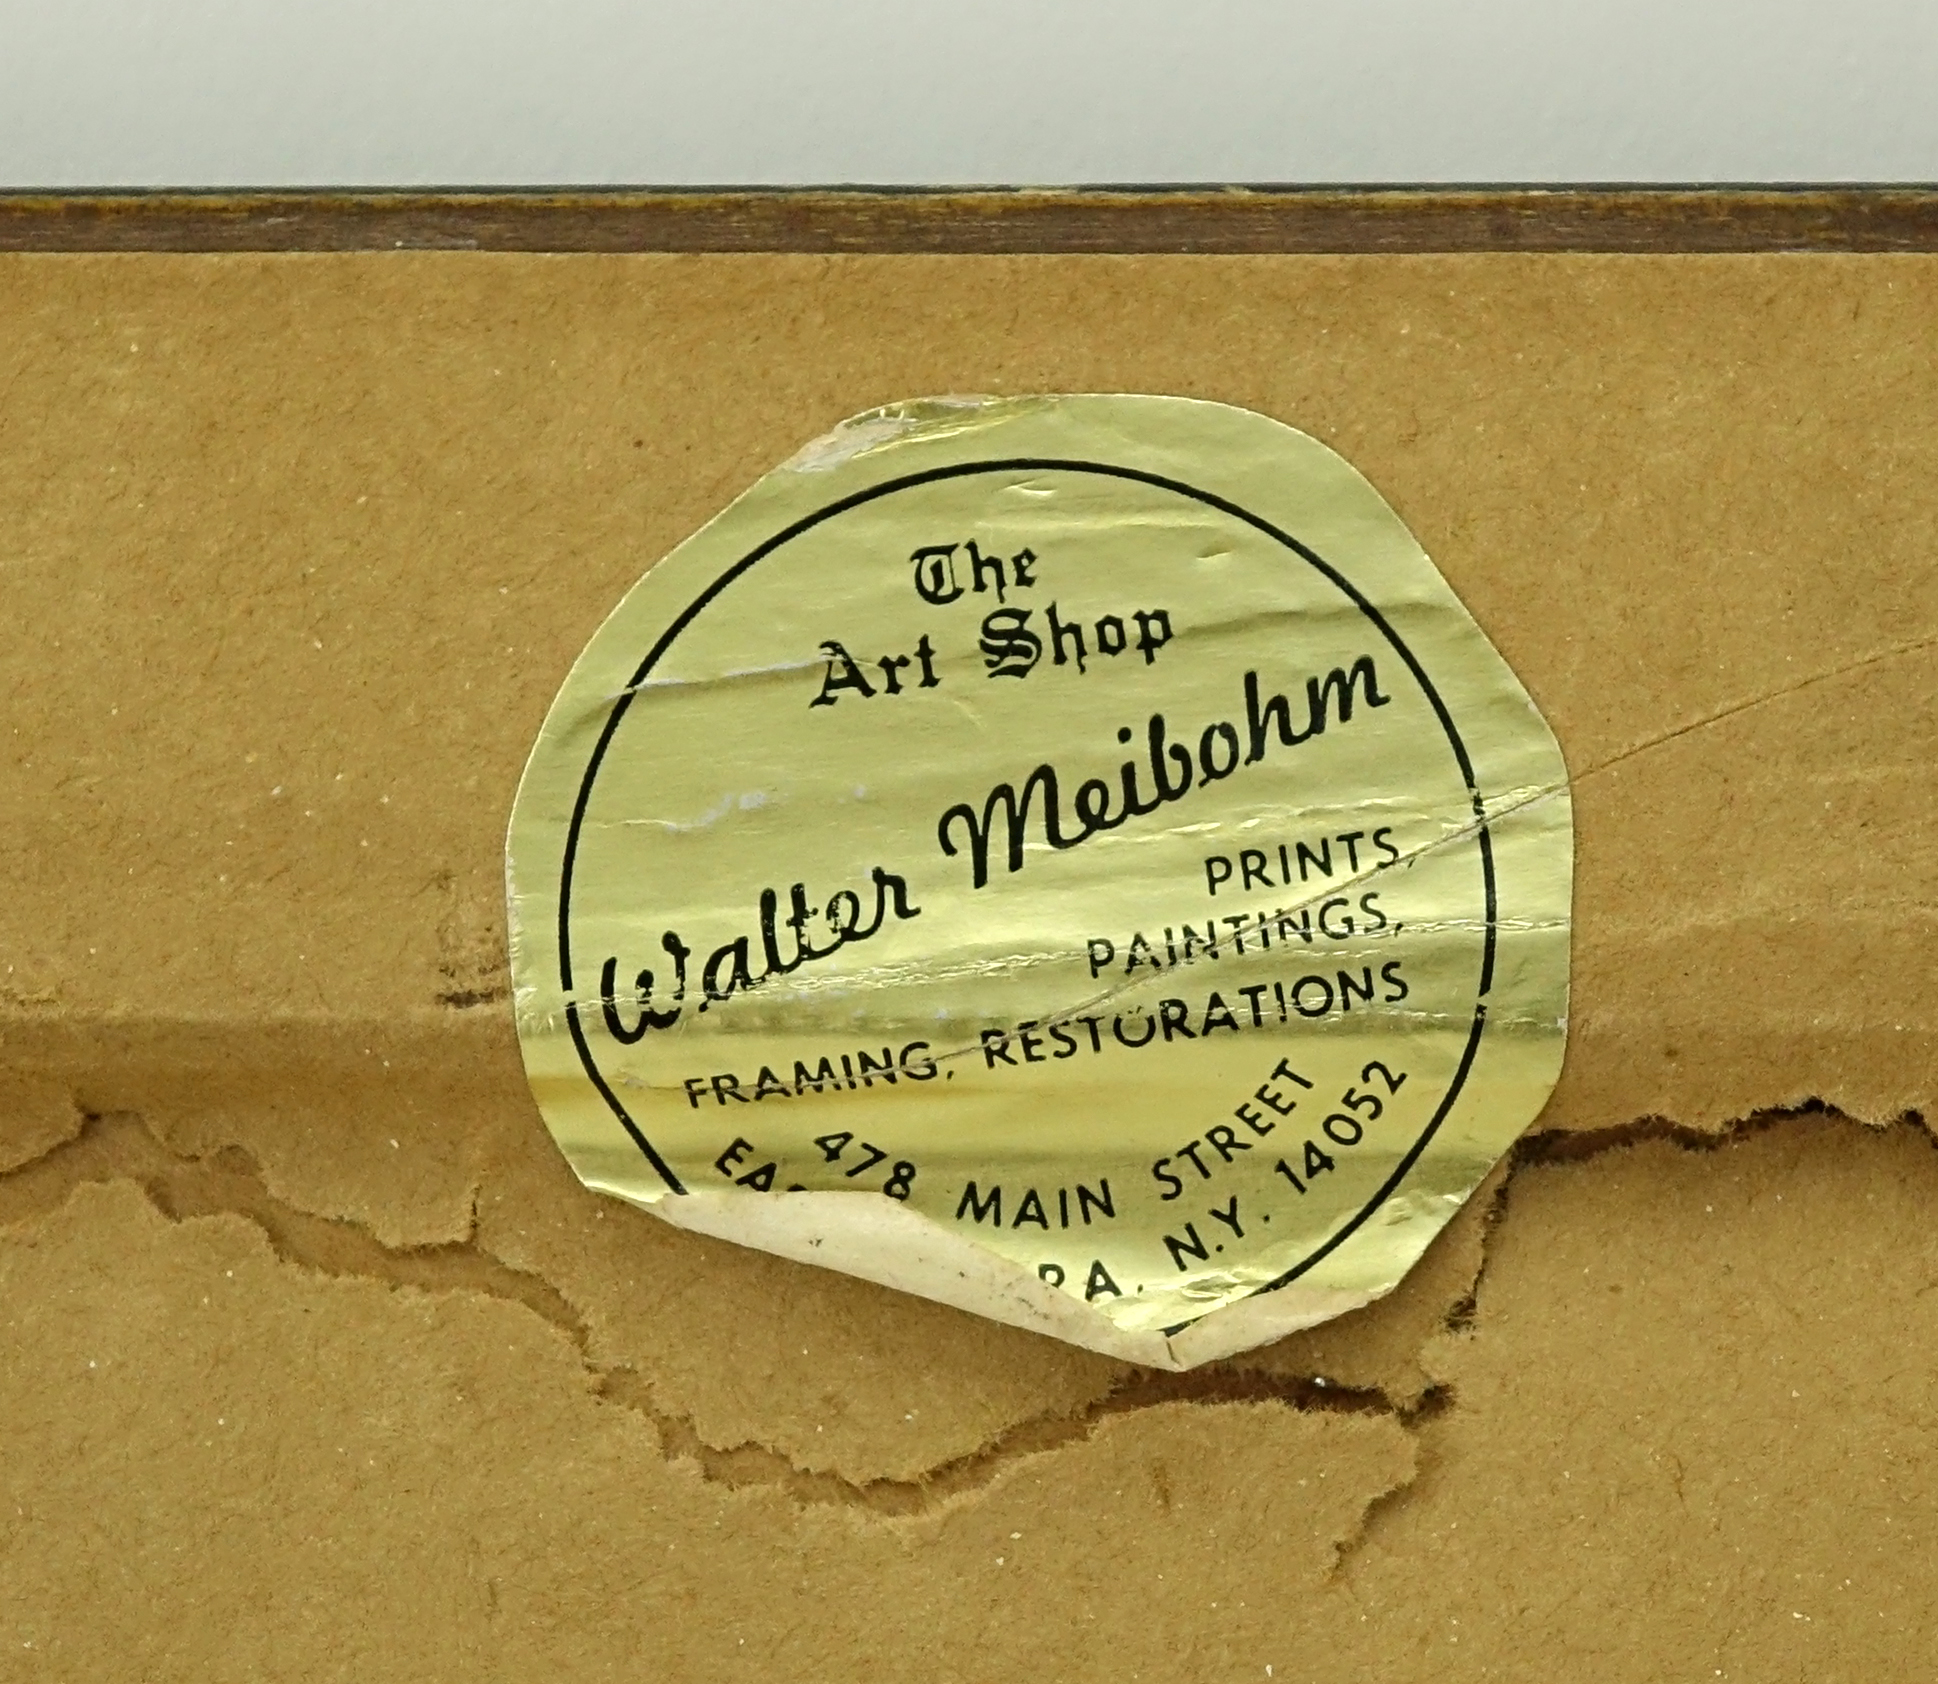 The
Art Shop
Walter Meibohm
PRINTS,
PAINTINGS,
FRAMING, RESTORATIONS
478 MAIN STREET
N.Y. 14052